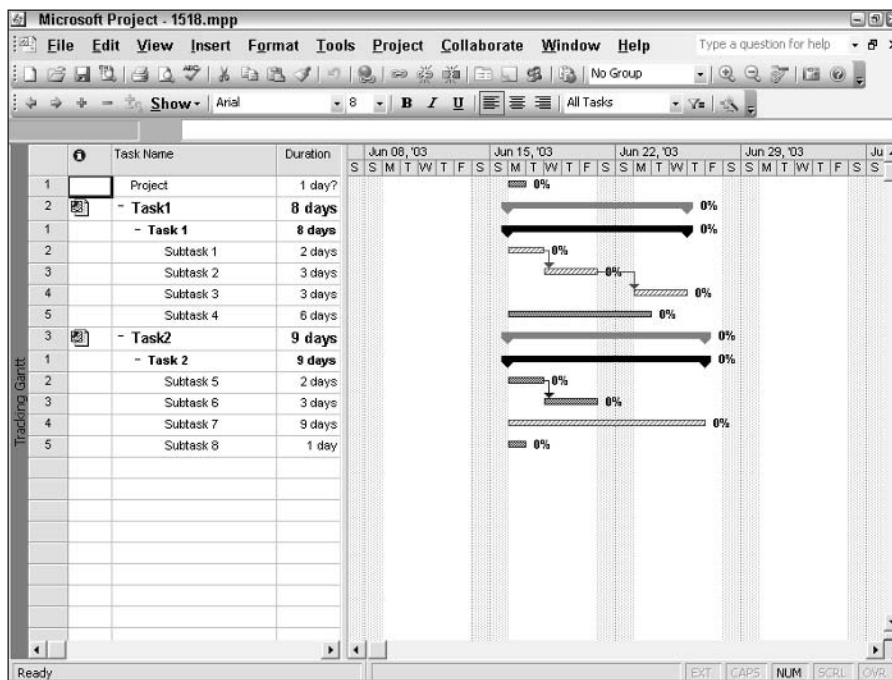 Microsoft Project - 1518.mpp
File Edit View Insert Format Tools Project Collaborate Window Help Type a question for help
No Group
Show Arial 8 B I U All Tasks
Task Name Duration Jun 08, '03 Jun 15, '03 Jun 22, '03 Jun 29, '03 Ju
S S M T W T F S S M T W T F S S M T W T F S S M T W T F S S
1 Project 1 day? 0%
2 - Task1 8 days 0%
1 - Task 1 8 days 0%
2 Subtask 1 2 days 0%
3 Subtask 2 3 days 0%
4 Subtask 3 3 days 0%
5 Subtask 4 6 days 0%
3 - Task2 9 days 0%
1 - Task 2 9 days 0%
2 Subtask 5 2 days 0%
3 Subtask 6 3 days 0%
4 Subtask 7 9 days 0%
5 Subtask 8 1 day 0%
Tracking Gantt
Ready EXT CAPS NUM SCRL OVR